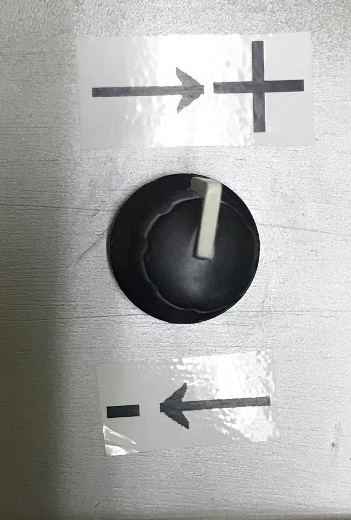 → +
- ←